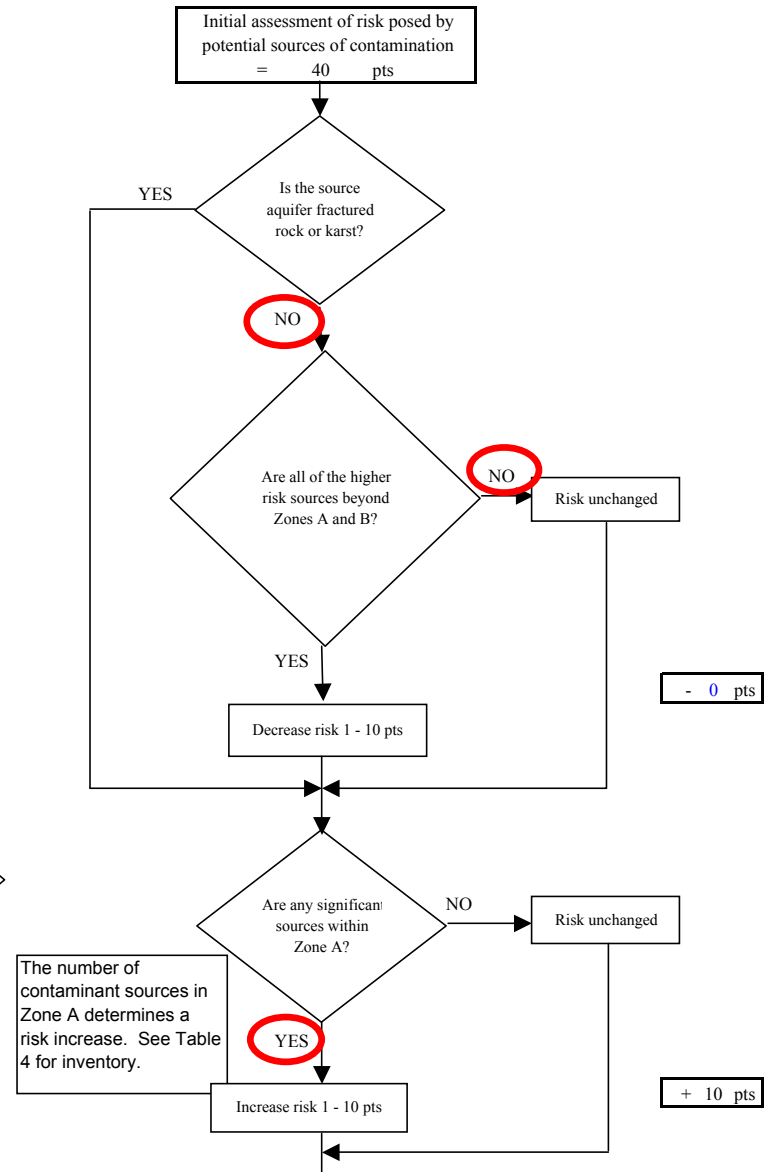 Initial assessment of risk posed by
potential sources of contamination
= 40 pts
YES
Is the source
aquifer fractured
rock or karst?
NO
Are all of the higher
risk sources beyond
Zones A and B?
NO
Risk unchanged
YES
- 0 pts
Decrease risk 1 - 10 pts
Are any significant
sources within
Zone A?
NO
Risk unchanged
The number of
contaminant sources in
Zone A determines a
risk increase. See Table
4 for inventory.
YES
Increase risk 1 - 10 pts
+ 10 pts